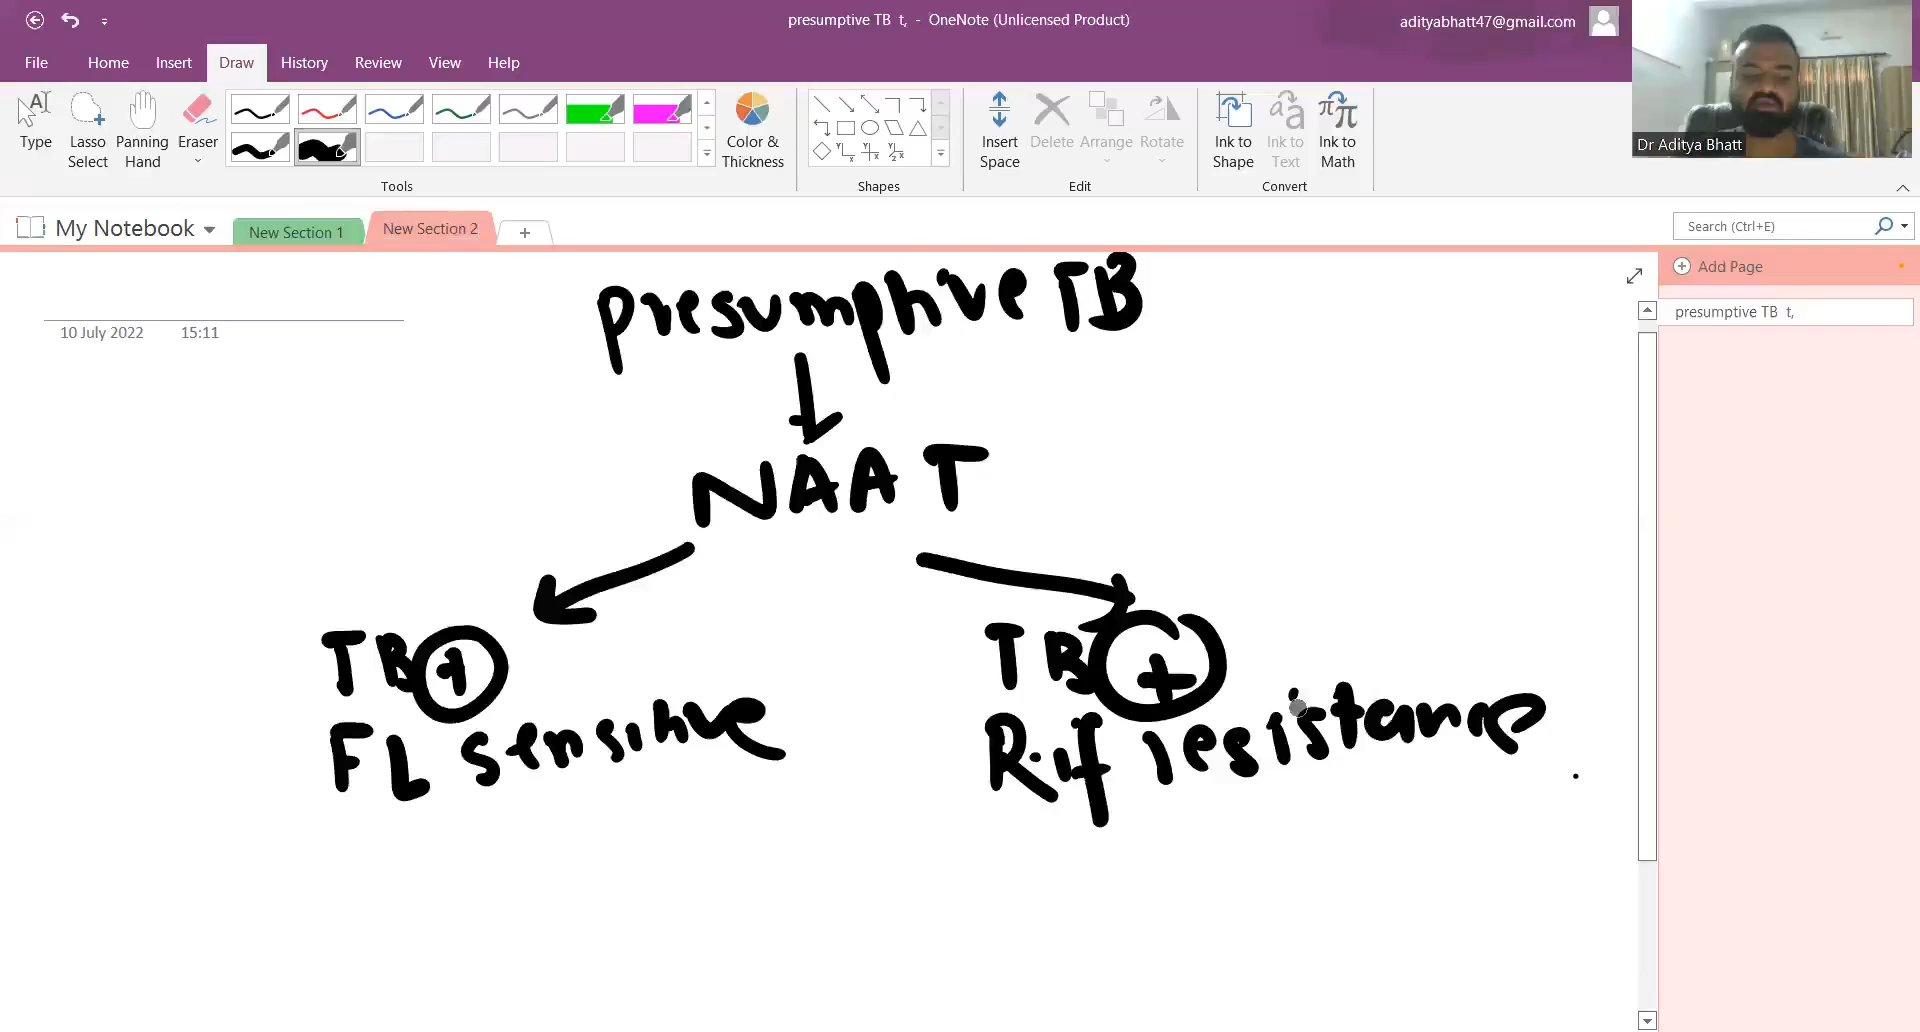 presumptive TB t, - OneNote (Unlicensed Product)
adityabhatt47@gmail.com
File Home Insert Draw History Review View Help
Type
Lasso Select
Panning Hand
Eraser
Color & Thickness
Insert Space
Delete
Arrange
Rotate
Ink to Shape
Ink to Text
Ink to Math
Tools
Shapes
Edit
Convert
Dr Aditya Bhatt
My Notebook
New Section 1
New Section 2
Search (Ctrl+E)
Add Page
presumptive TB t,
10 July 2022 15:11
presumptive TB
NAAT
TB +
FL sensitive
TB +
Rif resistance